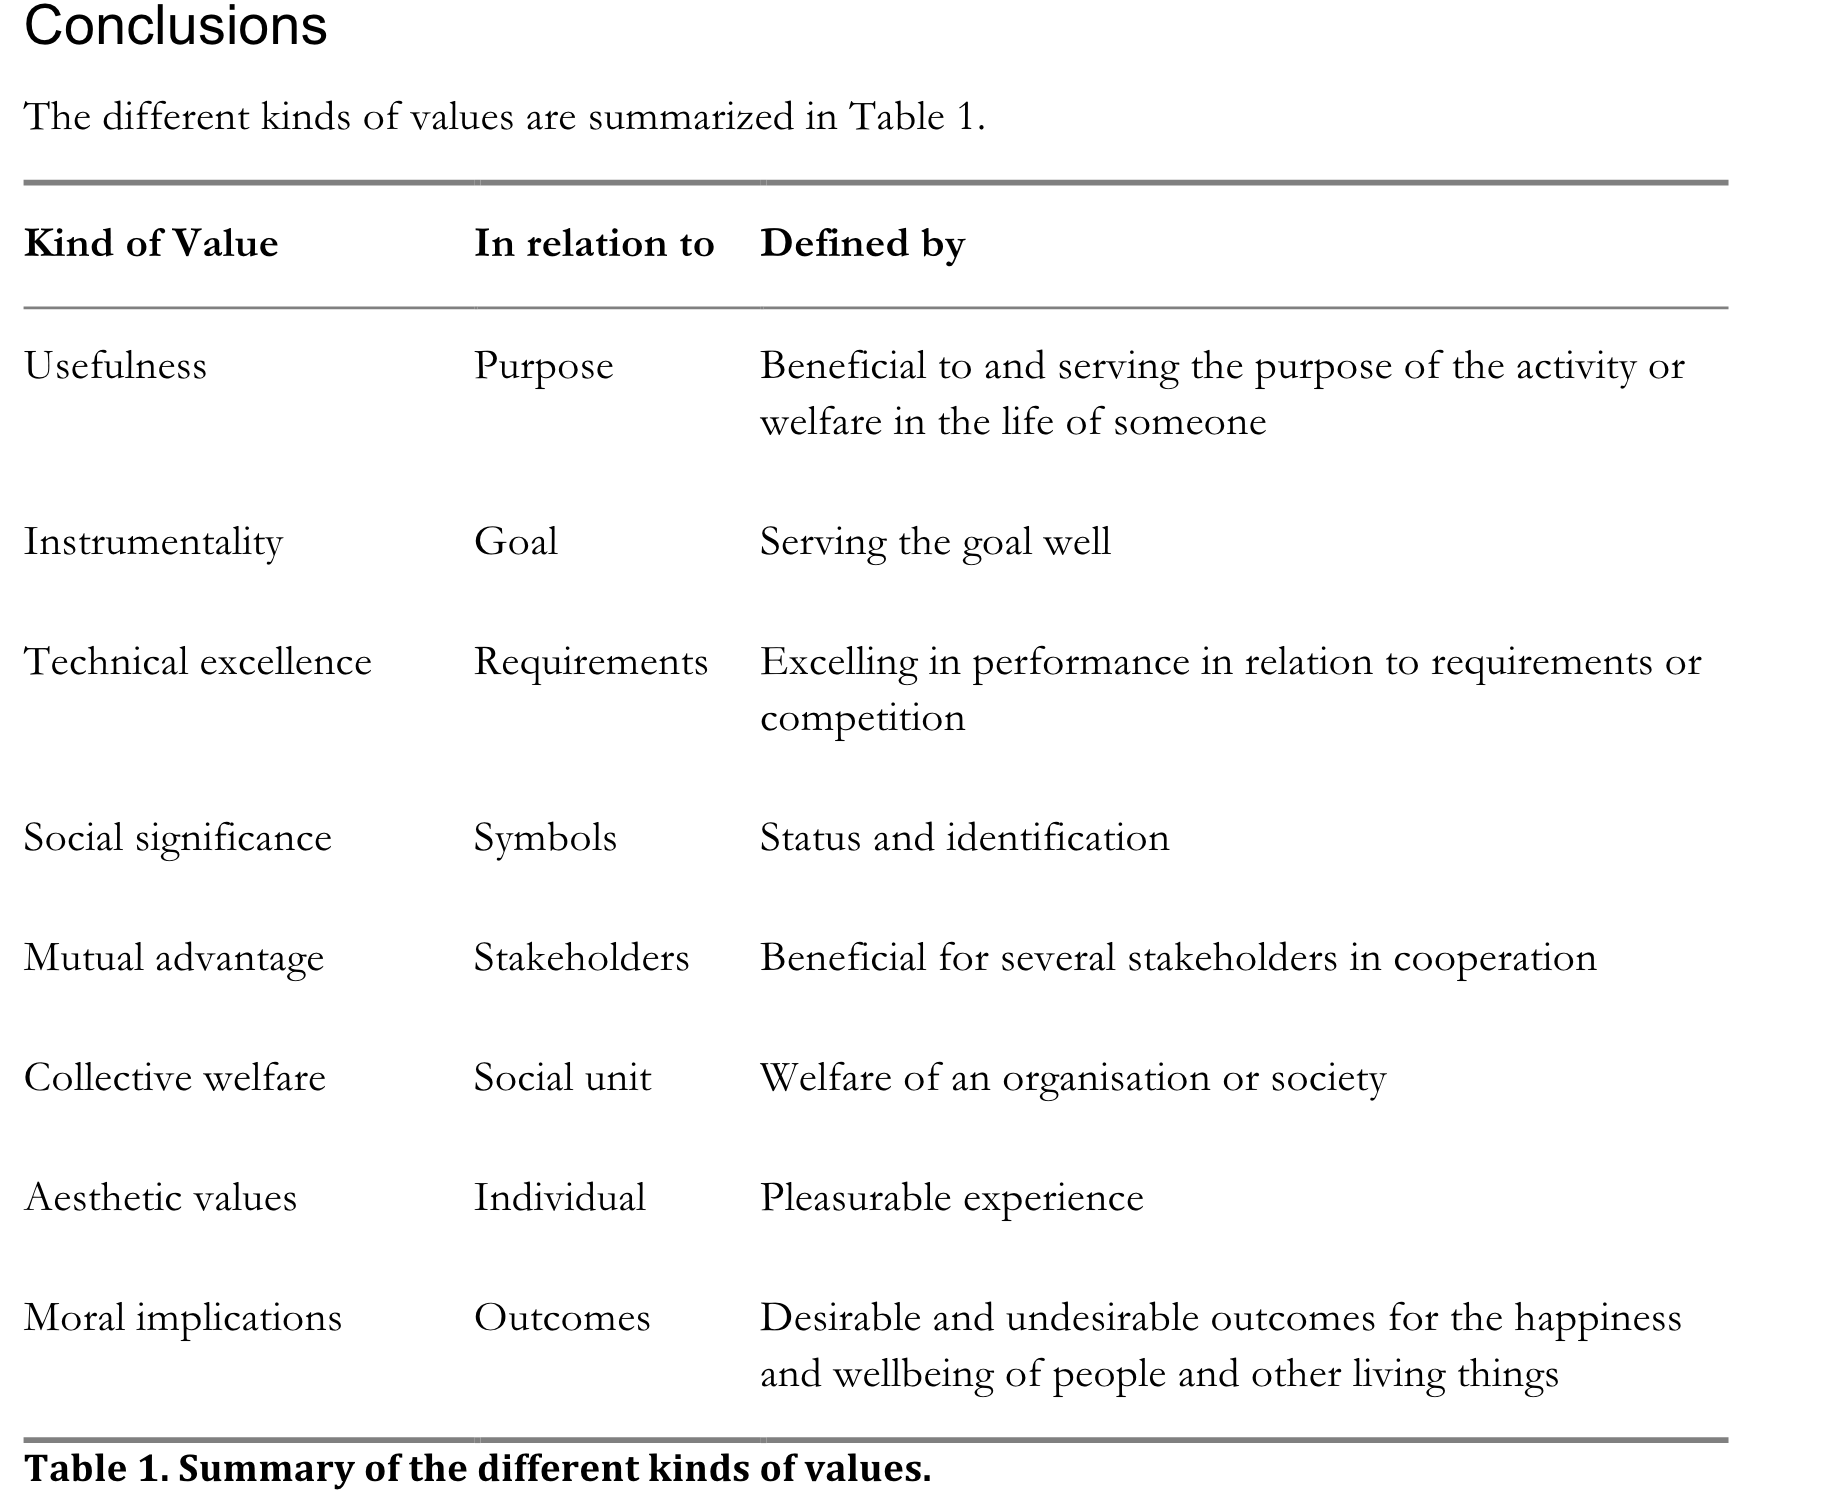 Conclusions
The different kinds of values are summarized in Table 1.
Kind of Value In relation to Defined by
Usefulness Purpose Beneficial to and serving the purpose of the activity or
welfare in the life of someone
Instrumentality Goal Serving the goal well
Technical excellence Requirements Excelling in performance in relation to requirements or
competition
Social significance Symbols Status and identification
Mutual advantage Stakeholders Beneficial for several stakeholders in cooperation
Collective welfare Social unit Welfare of an organisation or society
Aesthetic values Individual Pleasurable experience
Moral implications Outcomes Desirable and undesirable outcomes for the happiness
and wellbeing of people and other living things
Table 1. Summary of the different kinds of values.